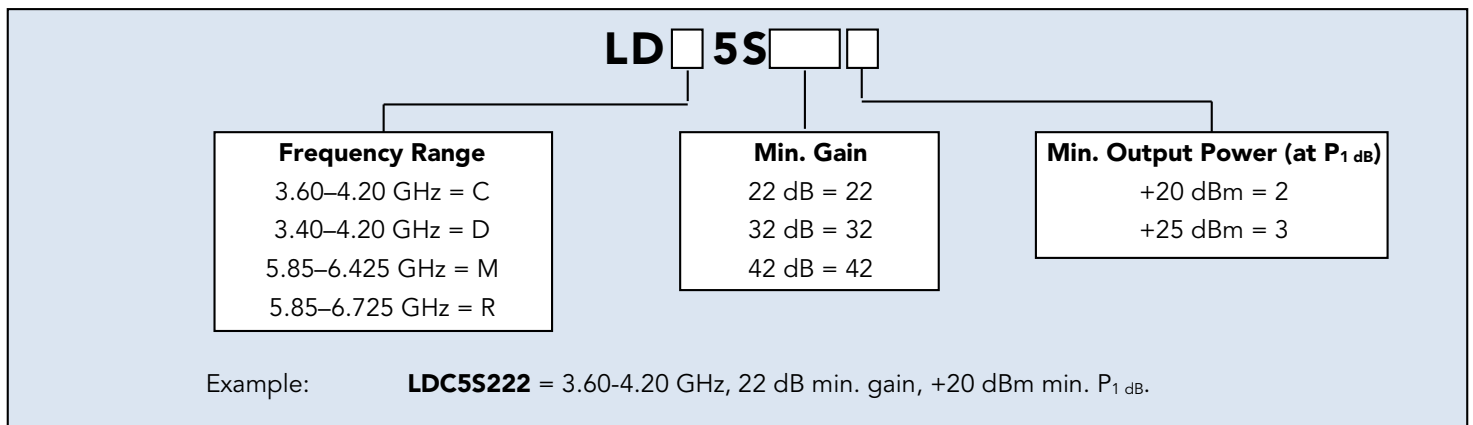 LD 5S
Frequency Range
3.60–4.20 GHz = C
3.40–4.20 GHz = D
5.85–6.425 GHz = M
5.85–6.725 GHz = R
Min. Gain
22 dB = 22
32 dB = 32
42 dB = 42
Min. Output Power (at P1 dB)
+20 dBm = 2
+25 dBm = 3
Example: LDC5S222 = 3.60-4.20 GHz, 22 dB min. gain, +20 dBm min. P1 dB.